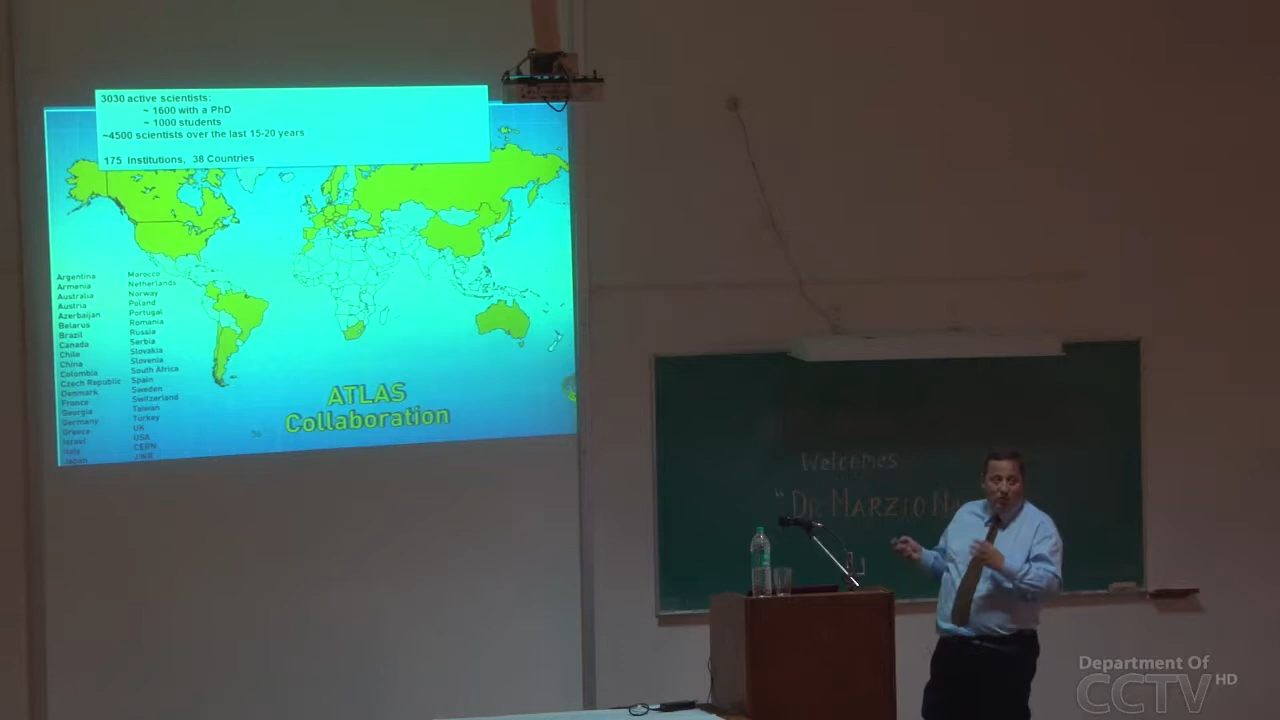 3030 active scientists:
~ 1600 with a PhD
~ 1000 students
~4500 scientists over the last 15-20 years
175 Institutions, 38 Countries
Argentina
Armenia
Australia
Austria
Azerbaijan
Belarus
Brazil
Canada
Chile
China
Colombia
Czech Republic
Denmark
France
Georgia
Germany
Greece
Israel
Italy
Japan
Morocco
Netherlands
Norway
Poland
Portugal
Romania
Russia
Serbia
Slovakia
Slovenia
South Africa
Spain
Sweden
Switzerland
Taiwan
Turkey
UK
USA
CERN
ATLAS
Collaboration
Welcomes
"DR MARZIO
Department Of
CCTV HD